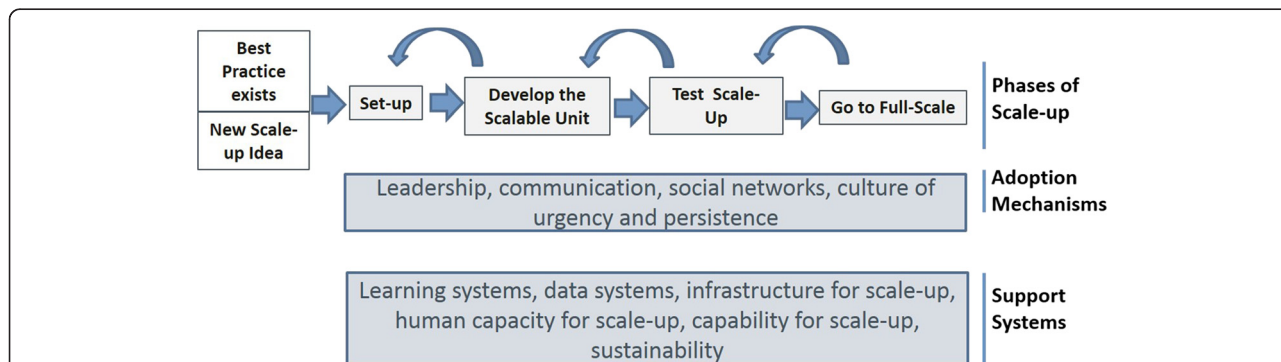 Best
Practice
exists
New Scale-
up Idea
Set-up
Develop the
Scalable Unit
Test Scale-
Up
Go to Full-Scale
Phases of
Scale-up
Leadership, communication, social networks, culture of
urgency and persistence
Adoption
Mechanisms
Learning systems, data systems, infrastructure for scale-up,
human capacity for scale-up, capability for scale-up,
sustainability
Support
Systems